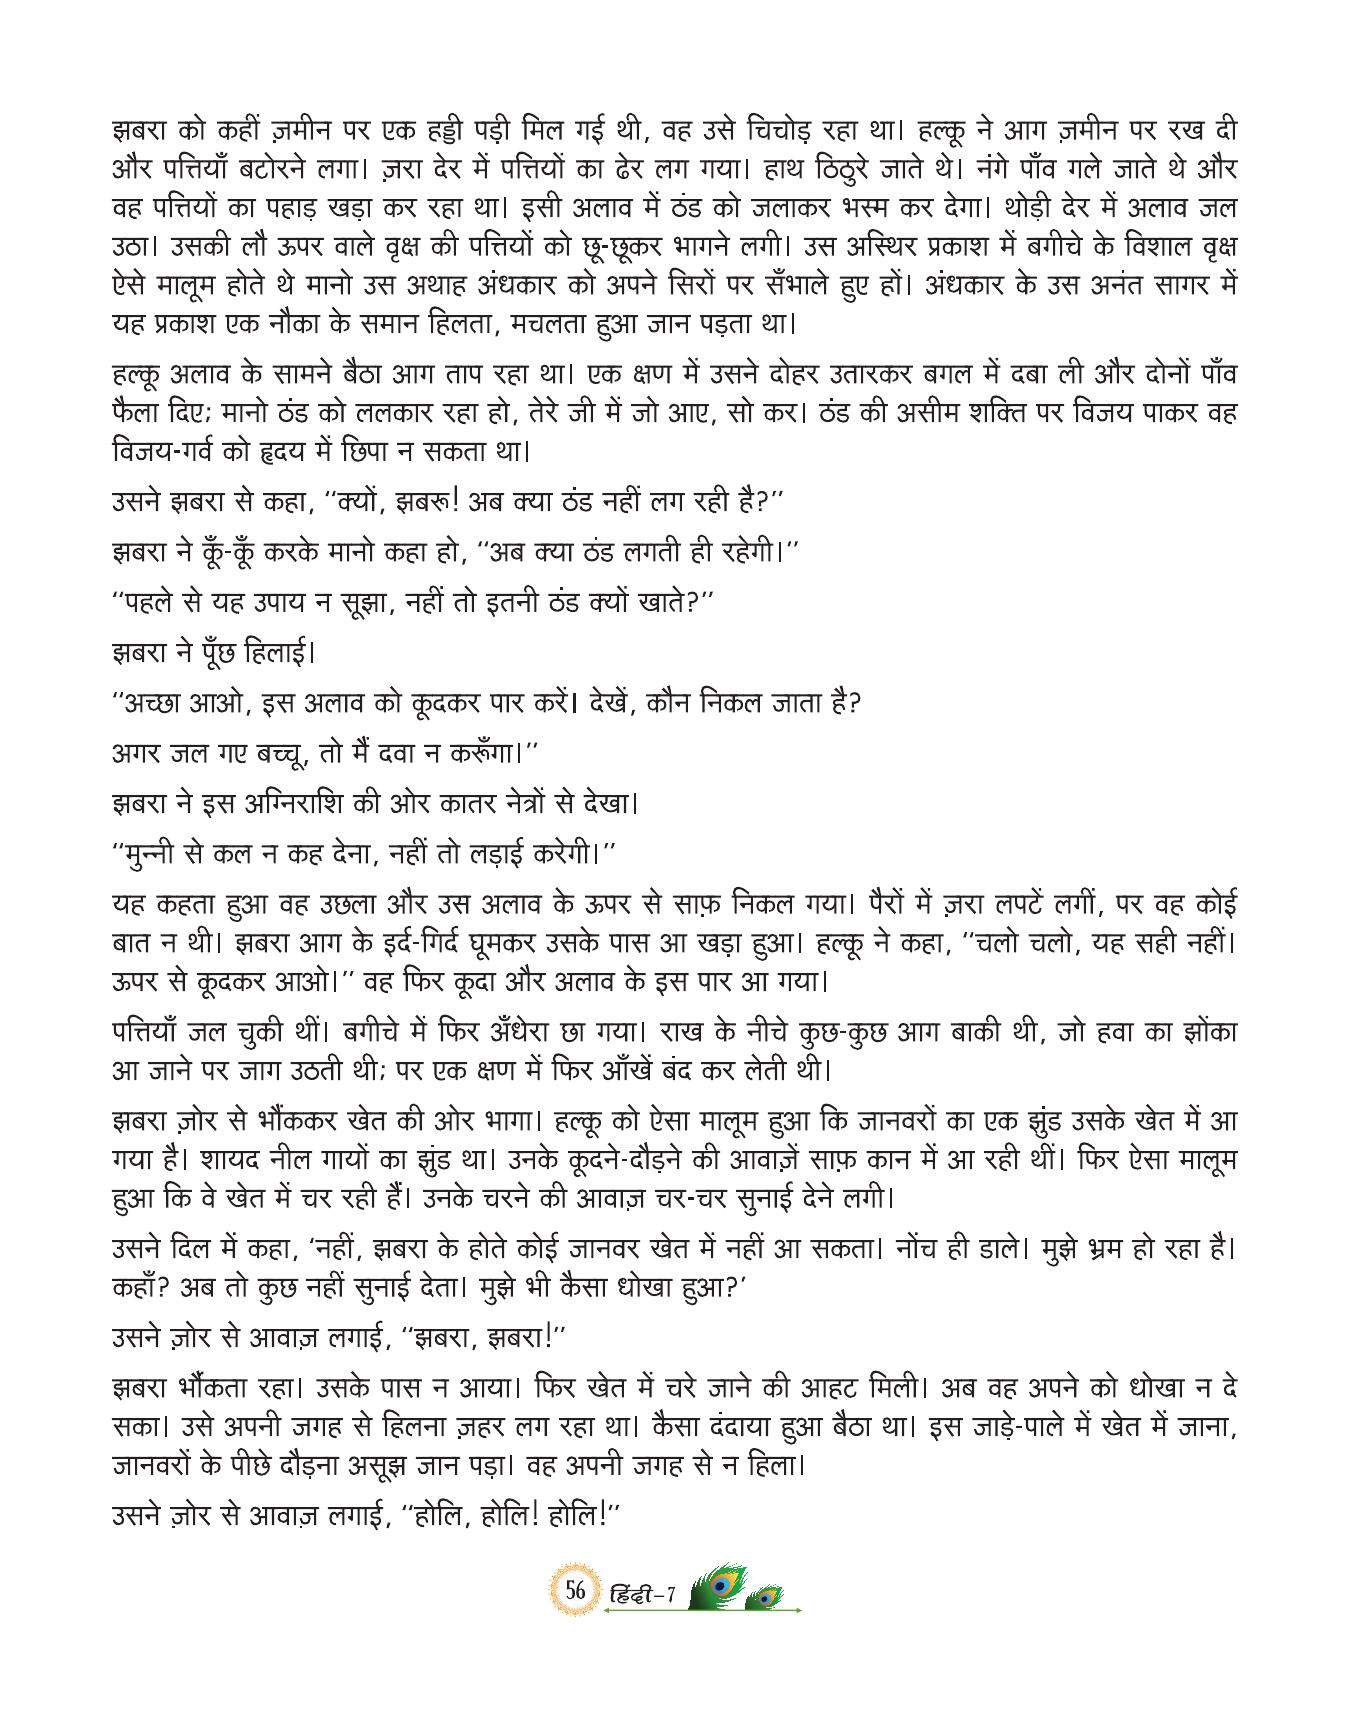 झबरा को कहीं ज़मीन पर एक हड्डी पड़ी मिल गई थी, वह उसे चिचोड़ रहा था। हल्कू ने आग ज़मीन पर रख दी
और पत्तियाँ बटोरने लगा। ज़रा देर में पत्तियों का ढेर लग गया। हाथ ठिठुरे जाते थे। नंगे पाँव गले जाते थे और
वह पत्तियों का पहाड़ खड़ा कर रहा था। इसी अलाव में ठंड को जलाकर भस्म कर देगा। थोड़ी देर में अलाव जल
उठा। उसकी लौ ऊपर वाले वृक्ष की पत्तियों को छू-छूकर भागने लगी। उस अस्थिर प्रकाश में बगीचे के विशाल वृक्ष
ऐसे मालूम होते थे मानो उस अथाह अंधकार को अपने सिरों पर सँभाले हुए हों। अंधकार के उस अनंत सागर में
यह प्रकाश एक नौका के समान हिलता, मचलता हुआ जान पड़ता था।
हल्कू अलाव के सामने बैठा आग ताप रहा था। एक क्षण में उसने दोहर उतारकर बगल में दबा ली और दोनों पाँव
फैला दिए; मानो ठंड को ललकार रहा हो, तेरे जी में जो आए, सो कर। ठंड की असीम शक्ति पर विजय पाकर वह
विजय-गर्व को हृदय में छिपा न सकता था।
उसने झबरा से कहा, ‘‘क्यों, झबरू! अब क्या ठंड नहीं लग रही है?’’
झबरा ने कूँ-कूँ करके मानो कहा हो, ‘‘अब क्या ठंड लगती ही रहेगी।’’
‘‘पहले से यह उपाय न सूझा, नहीं तो इतनी ठंड क्यों खाते?’’
झबरा ने पूँछ हिलाई।
‘‘अच्छा आओ, इस अलाव को कूदकर पार करें। देखें, कौन निकल जाता है?
अगर जल गए बच्चू, तो मैं दवा न करूँगा।’’
झबरा ने इस अग्निराशि की ओर कातर नेत्रों से देखा।
‘‘मुन्नी से कल न कह देना, नहीं तो लड़ाई करेगी।’’
यह कहता हुआ वह उछला और उस अलाव के ऊपर से साफ़ निकल गया। पैरों में ज़रा लपटें लगीं, पर वह कोई
बात न थी। झबरा आग के इर्द-गिर्द घूमकर उसके पास आ खड़ा हुआ। हल्कू ने कहा, ‘‘चलो चलो, यह सही नहीं।
ऊपर से कूदकर आओ।’’ वह फिर कूदा और अलाव के इस पार आ गया।
पत्तियाँ जल चुकी थीं। बगीचे में फिर अँधेरा छा गया। राख के नीचे कुछ-कुछ आग बाकी थी, जो हवा का झोंका
आ जाने पर जाग उठती थी; पर एक क्षण में फिर आँखें बंद कर लेती थी।
झबरा ज़ोर से भौंककर खेत की ओर भागा। हल्कू को ऐसा मालूम हुआ कि जानवरों का एक झुंड उसके खेत में आ
गया है। शायद नील गायों का झुंड था। उनके कूदने-दौड़ने की आवाज़ें साफ़ कान में आ रही थीं। फिर ऐसा मालूम
हुआ कि वे खेत में चर रही हैं। उनके चरने की आवाज़ चर-चर सुनाई देने लगी।
उसने दिल में कहा, ‘नहीं, झबरा के होते कोई जानवर खेत में नहीं आ सकता। नोंच ही डाले। मुझे भ्रम हो रहा है।
कहाँ? अब तो कुछ नहीं सुनाई देता। मुझे भी कैसा धोखा हुआ?’
उसने ज़ोर से आवाज़ लगाई, ‘‘झबरा, झबरा!’’
झबरा भौंकता रहा। उसके पास न आया। फिर खेत में चरे जाने की आहट मिली। अब वह अपने को धोखा न दे
सका। उसे अपनी जगह से हिलना ज़हर लग रहा था। कैसा दंदाया हुआ बैठा था। इस जाड़े-पाले में खेत में जाना,
जानवरों के पीछे दौड़ना असूझ जान पड़ा। वह अपनी जगह से न हिला।
उसने ज़ोर से आवाज़ लगाई, ‘‘होलि, होलि! होलि!’’
56 हिंदी–7